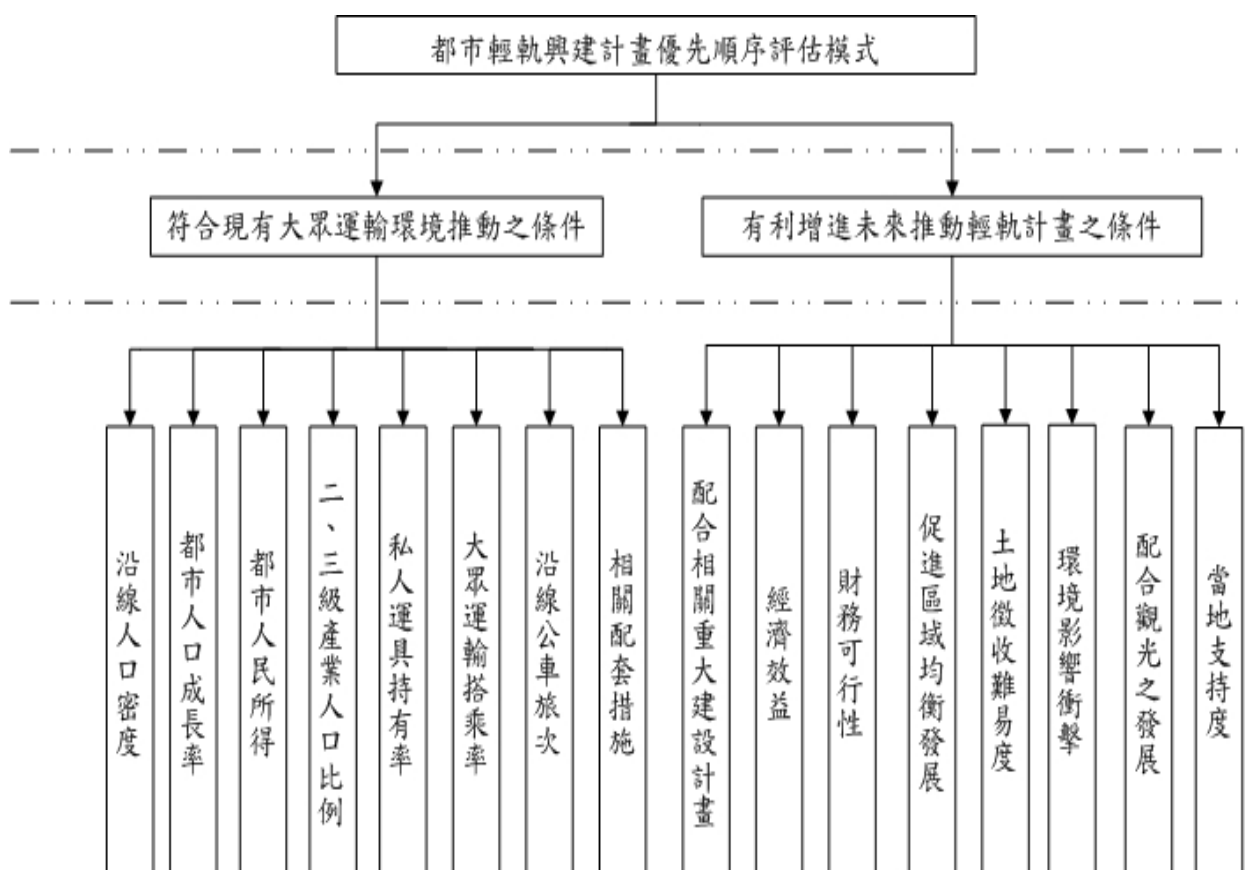 都市輕軌興建計畫優先順序評估模式
符合現有大眾運輸環境推動之條件
有利增進未來推動輕軌計畫之條件
沿線人口密度
都市人口成長率
都市人民所得
二、三級產業人口比例
私人運具持有率
大眾運輸搭乘率
沿線公車旅次
相關配套措施
配合相關重大建設計畫
經濟效益
財務可行性
促進區域均衡發展
土地徵收難易度
環境影響衝擊
配合觀光之發展
當地支持度